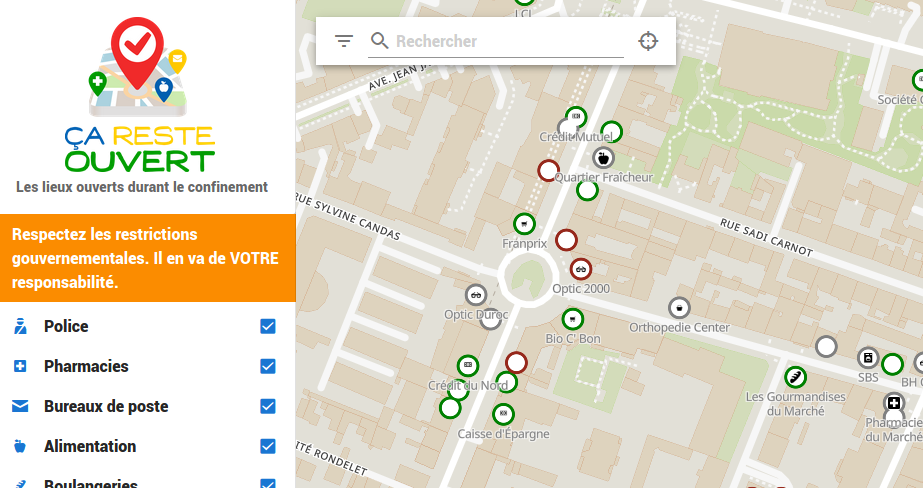 ÇA RESTE
OUVERT
Les lieux ouverts durant le confinement
Respectez les restrictions
gouvernementales. Il en va de VOTRE
responsabilité.
Police
Pharmacies
Bureaux de poste
Alimentation
Boulangeries
Rechercher
LCL
AVE. JEAN J
Société
Crédit Mutuel
Quartier Fraîcheur
RUE SYLVINE CANDAS
RUE SADI CARNOT
Franprix
Optic 2000
Optic Duroc
Orthopedie Center
Bio C' Bon
SBS
BH
Crédit du Nord
Les Gourmandises
du Marché
Pharmacie
du Marché
Caisse d'Épargne
ITÉ RONDELET